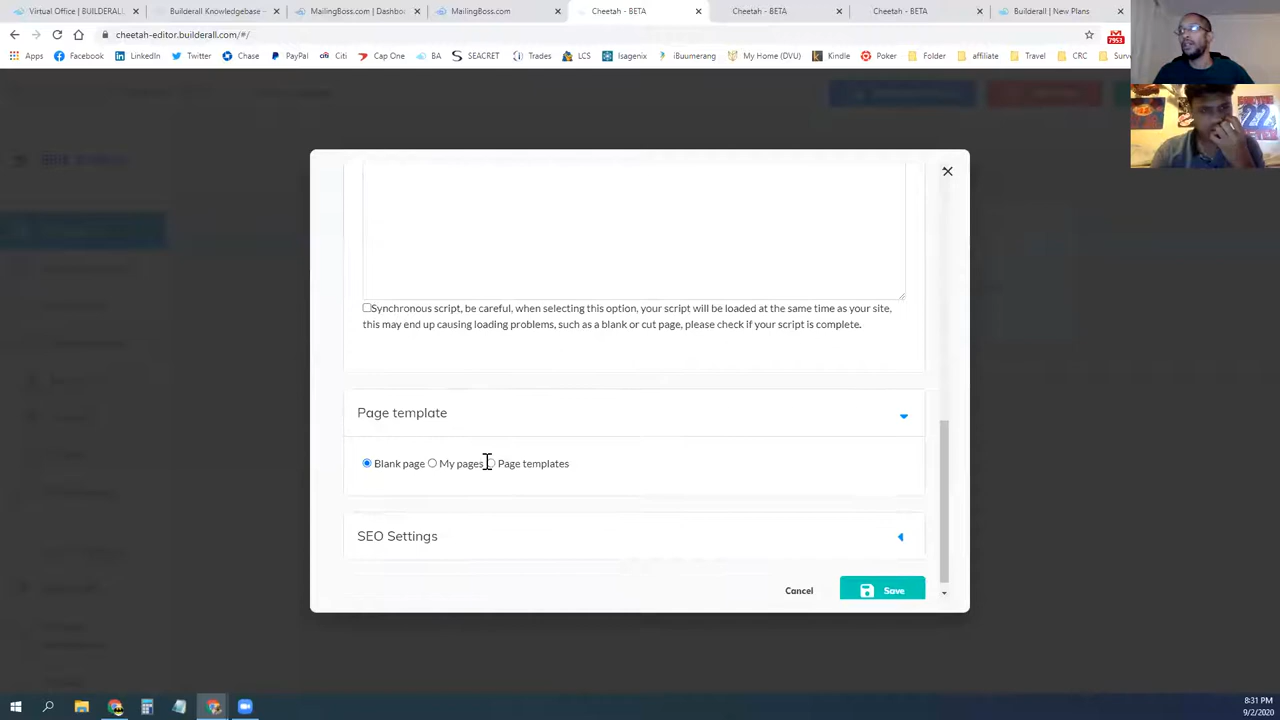 Virtual Office | BUILDERALL
Builderall Knowledgebase -
MailingBoss.com | Dashboa
MailingBoss.com
Cheetah - BETA
Cheetah - BETA
Cheetah - BETA
Builderall | New Plans
cheetah-editor.builderall.com/#/
7953
Apps
Facebook
LinkedIn
Twitter
Chase
PayPal
Citi
Cap One
BA
SEACRET
Trades
LCS
Isagenix
iBuumerang
My Home (DVU)
Kindle
Poker
Folder
affiliate
Travel
CRC
Surve
22
Synchronous script, be careful, when selecting this option, your script will be loaded at the same time as your site,
this may end up causing loading problems, such as a blank or cut page, please check if your script is complete.
Page template
Blank page
My pages
Page templates
SEO Settings
Cancel
Save
8:31 PM
9/2/2020